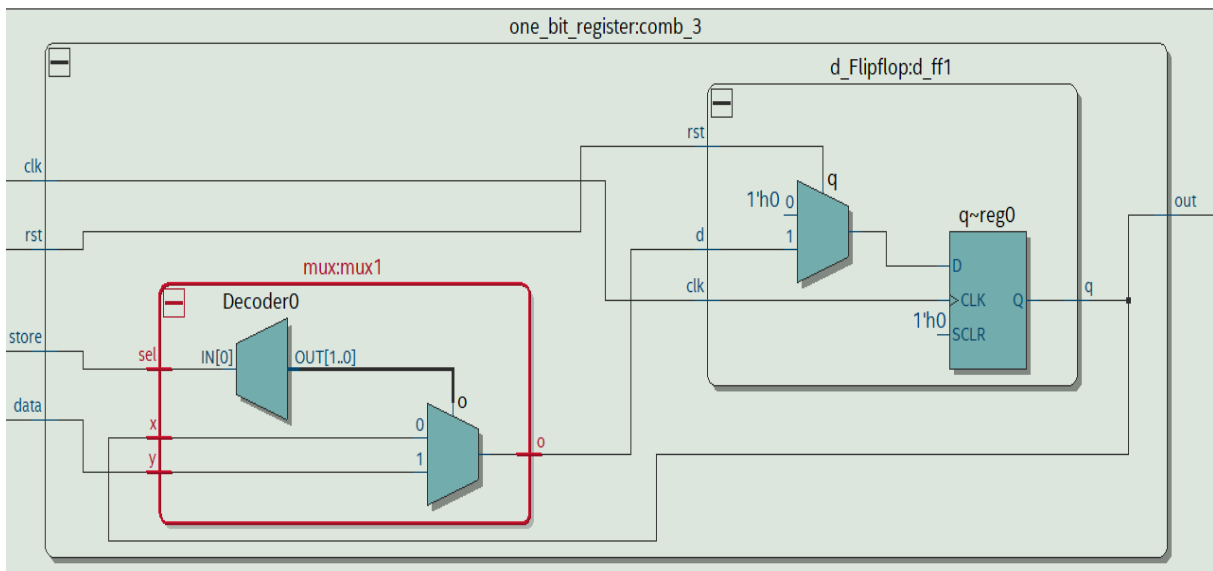 one_bit_register:comb_3
d_Flipflop:d_ff1
rst
clk
q
1'h0 0
q~reg0
out
rst
d
1
D
mux:mux1
clk
CLK Q
q
Decoder0
1'h0
SCLR
store
sel
IN[0]
OUT[1..0]
data
o
x
0
o
y
1